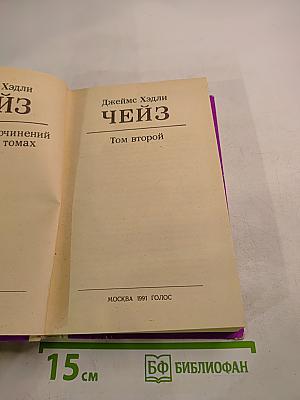 Хэдли
ЙЗ
очинений
томах
Джеймс Хэдли
ЧЕЙЗ
Том второй
МОСКВА 1991 ГОЛОС
15 см
БФ БИБЛИОФАН